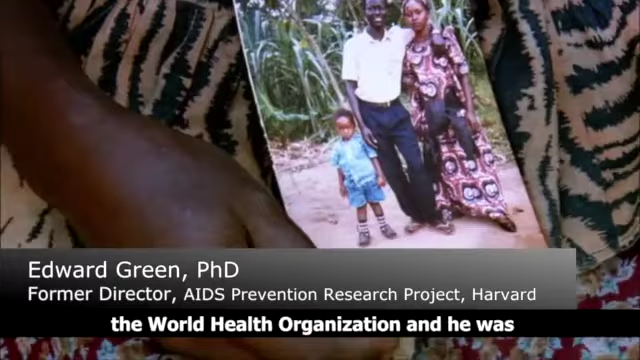 Edward Green, PhD
Former Director, AIDS Prevention Research Project, Harvard
the World Health Organization and he was